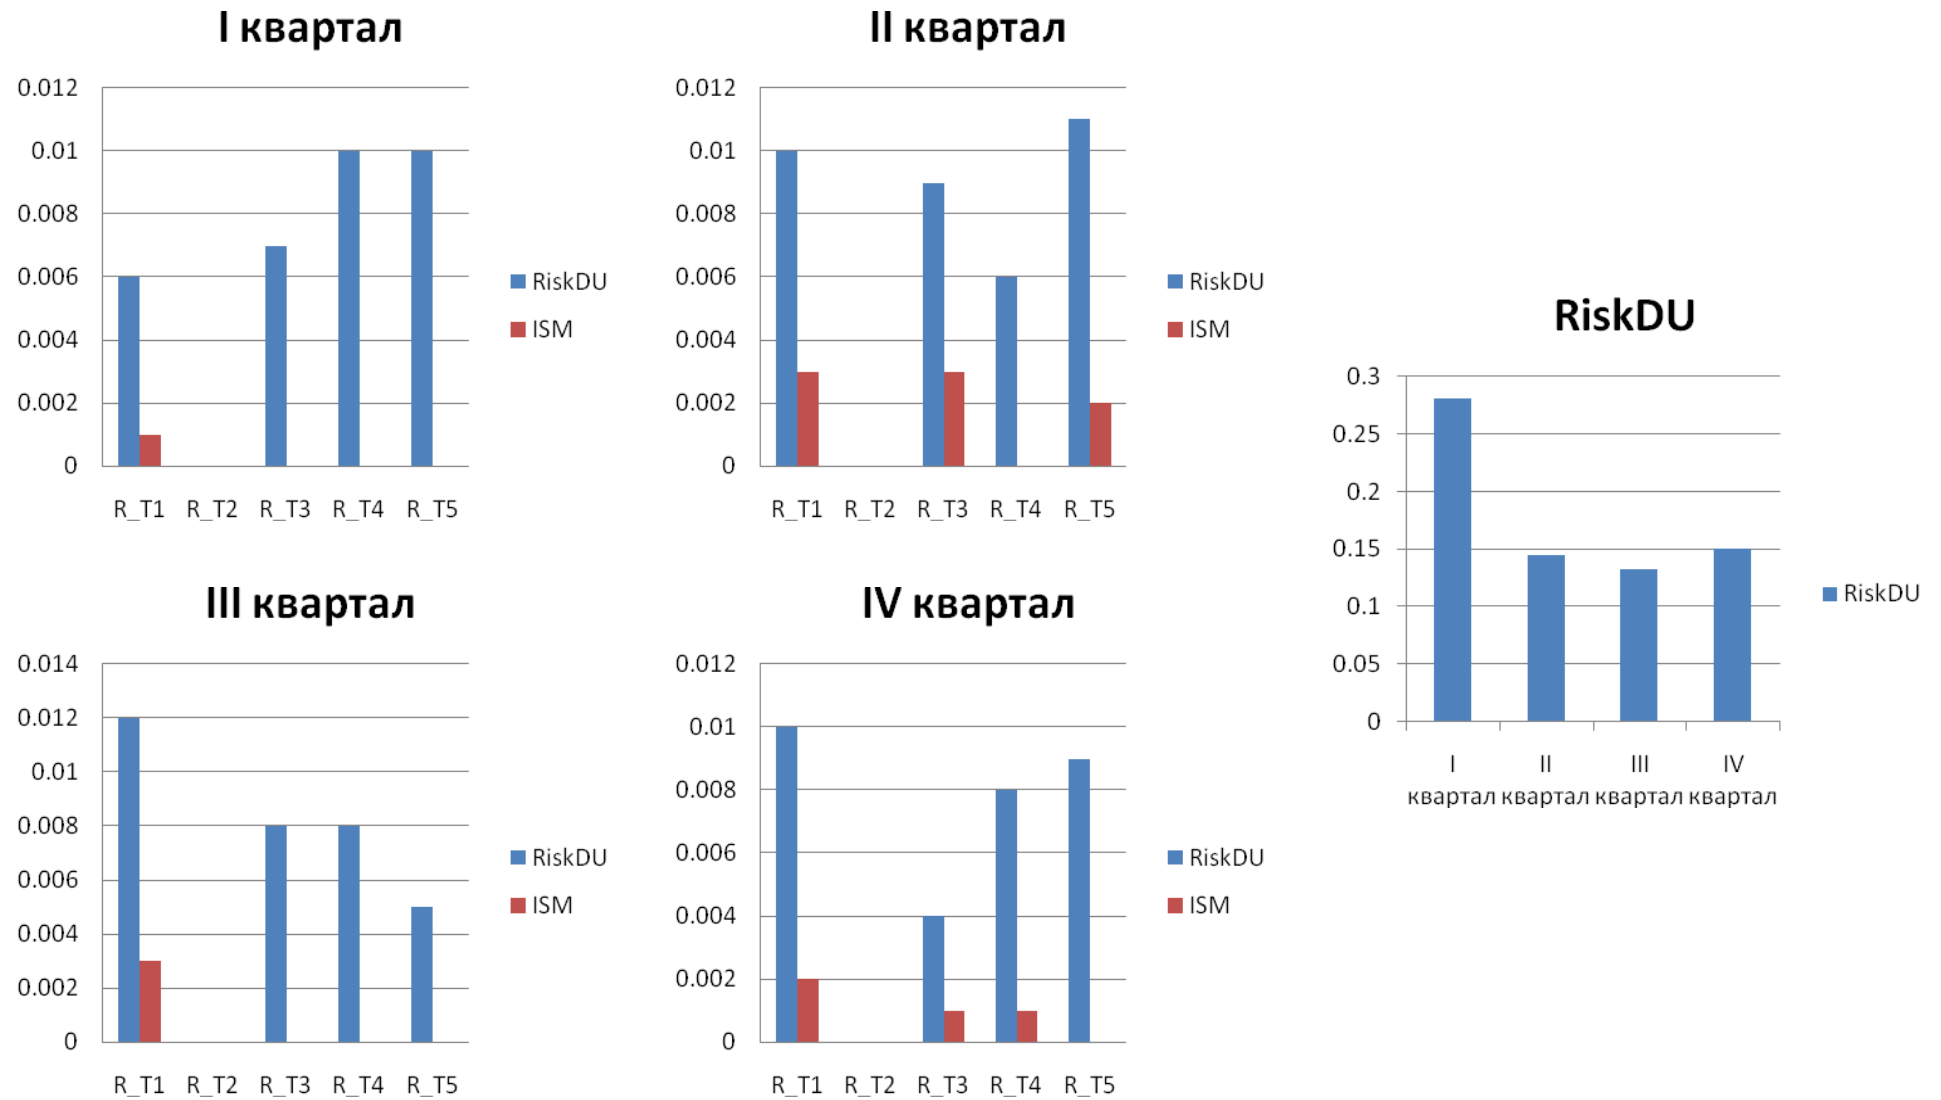 I квартал
0.012
0.01
0.008
0.006
0.004
0.002
0
R_T1 R_T2 R_T3 R_T4 R_T5
RiskDU
ISM
II квартал
0.012
0.01
0.008
0.006
0.004
0.002
0
R_T1 R_T2 R_T3 R_T4 R_T5
RiskDU
ISM
III квартал
0.014
0.012
0.01
0.008
0.006
0.004
0.002
0
R_T1 R_T2 R_T3 R_T4 R_T5
RiskDU
ISM
IV квартал
0.012
0.01
0.008
0.006
0.004
0.002
0
R_T1 R_T2 R_T3 R_T4 R_T5
RiskDU
ISM
RiskDU
0.3
0.25
0.2
0.15
0.1
0.05
0
I II III IV
квартал квартал квартал квартал
RiskDU